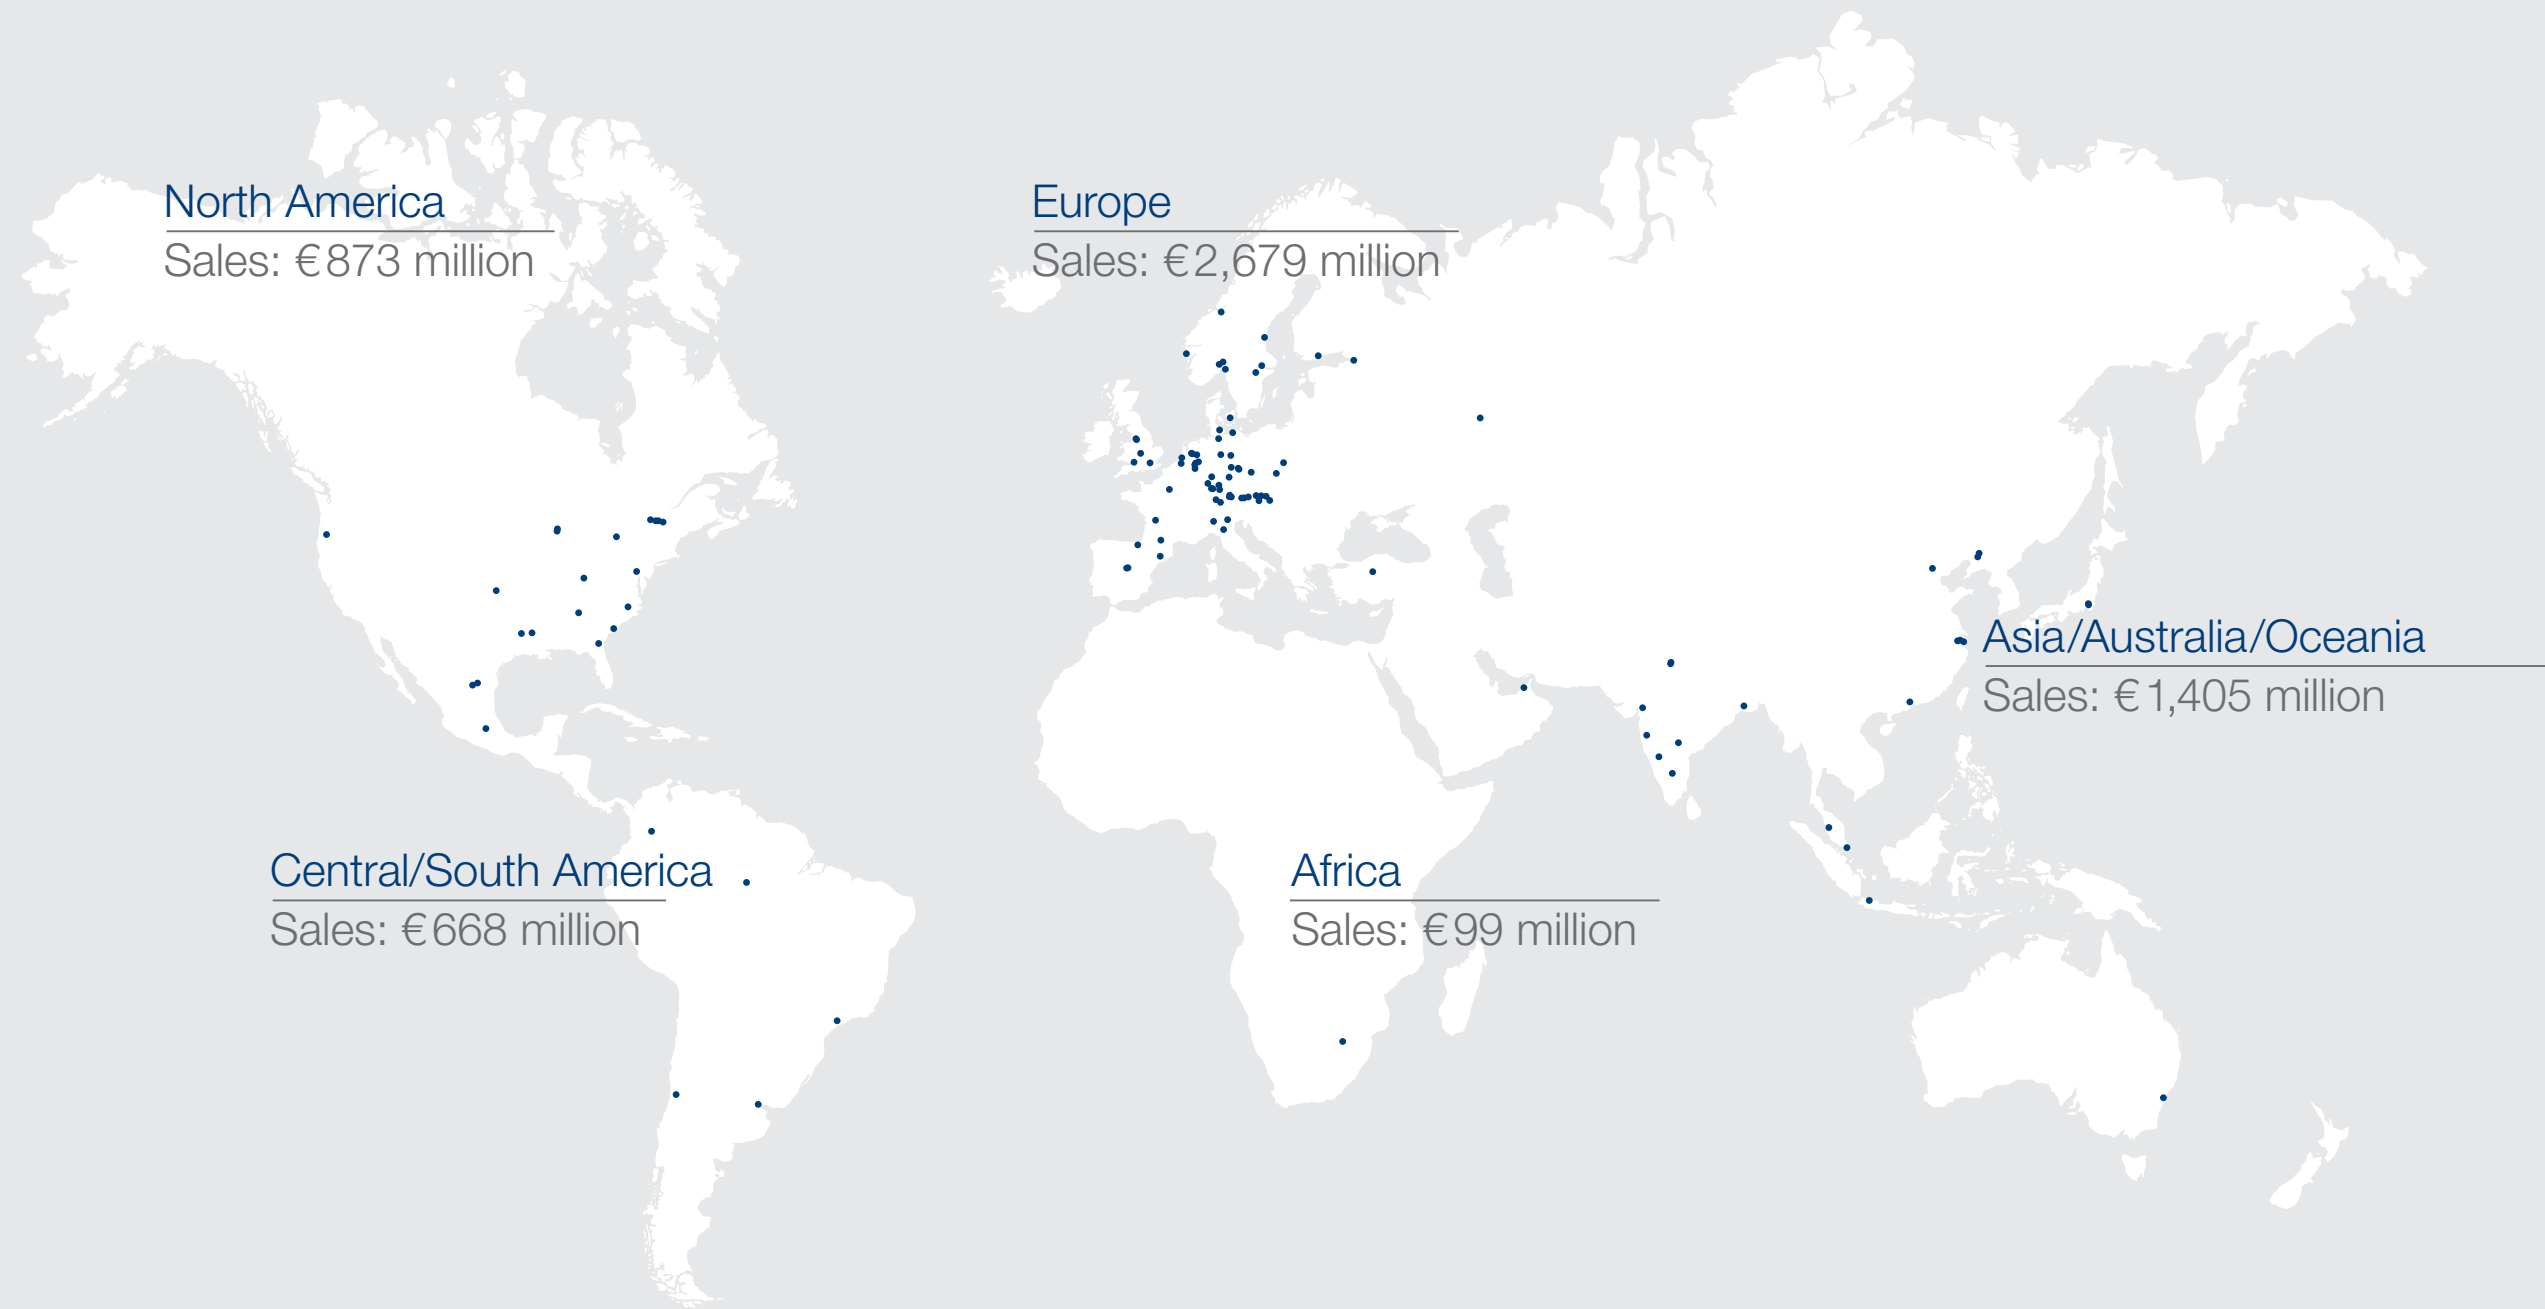 North America
Sales: €873 million
Europe
Sales: €2,679 million
Asia/Australia/Oceania
Sales: €1,405 million
Central/South America
Sales: €668 million
Africa
Sales: €99 million